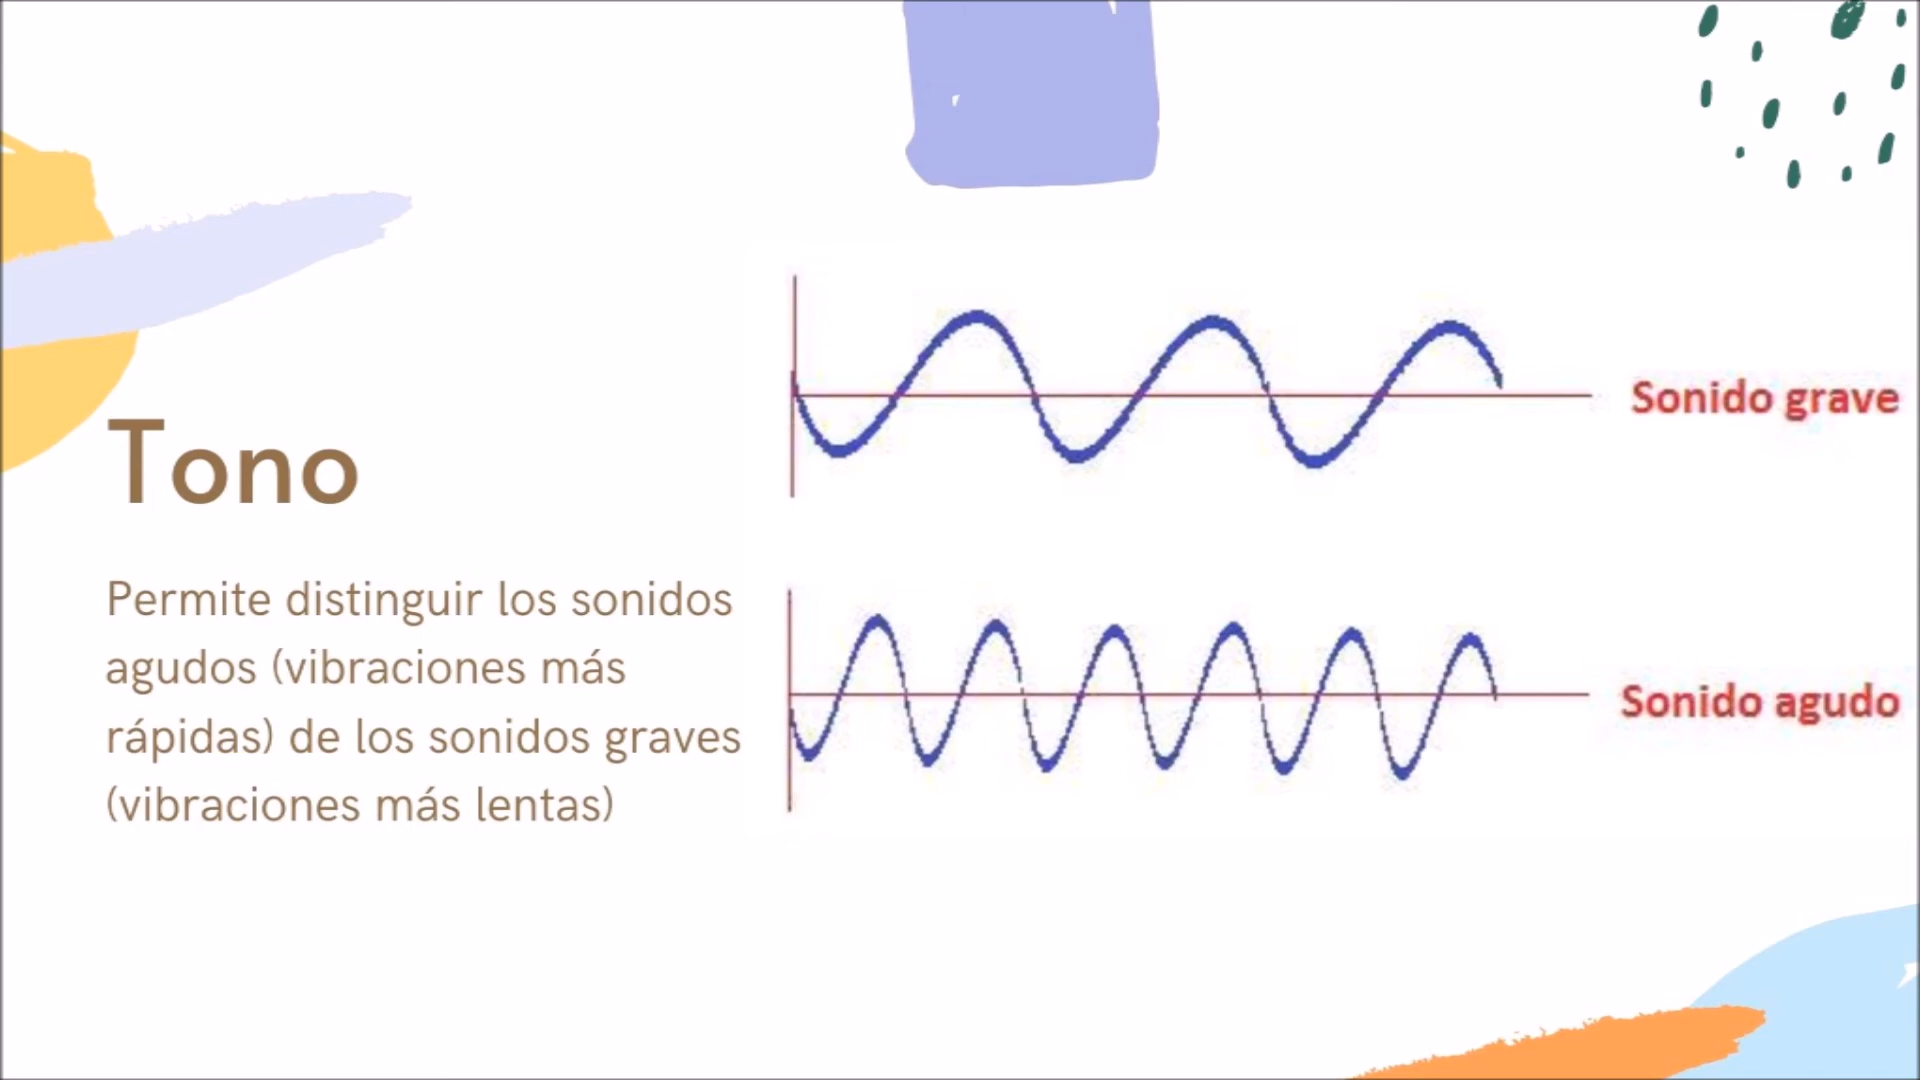 Tono
Permite distinguir los sonidos
agudos (vibraciones más
rápidas) de los sonidos graves
(vibraciones más lentas)
Sonido grave
Sonido agudo